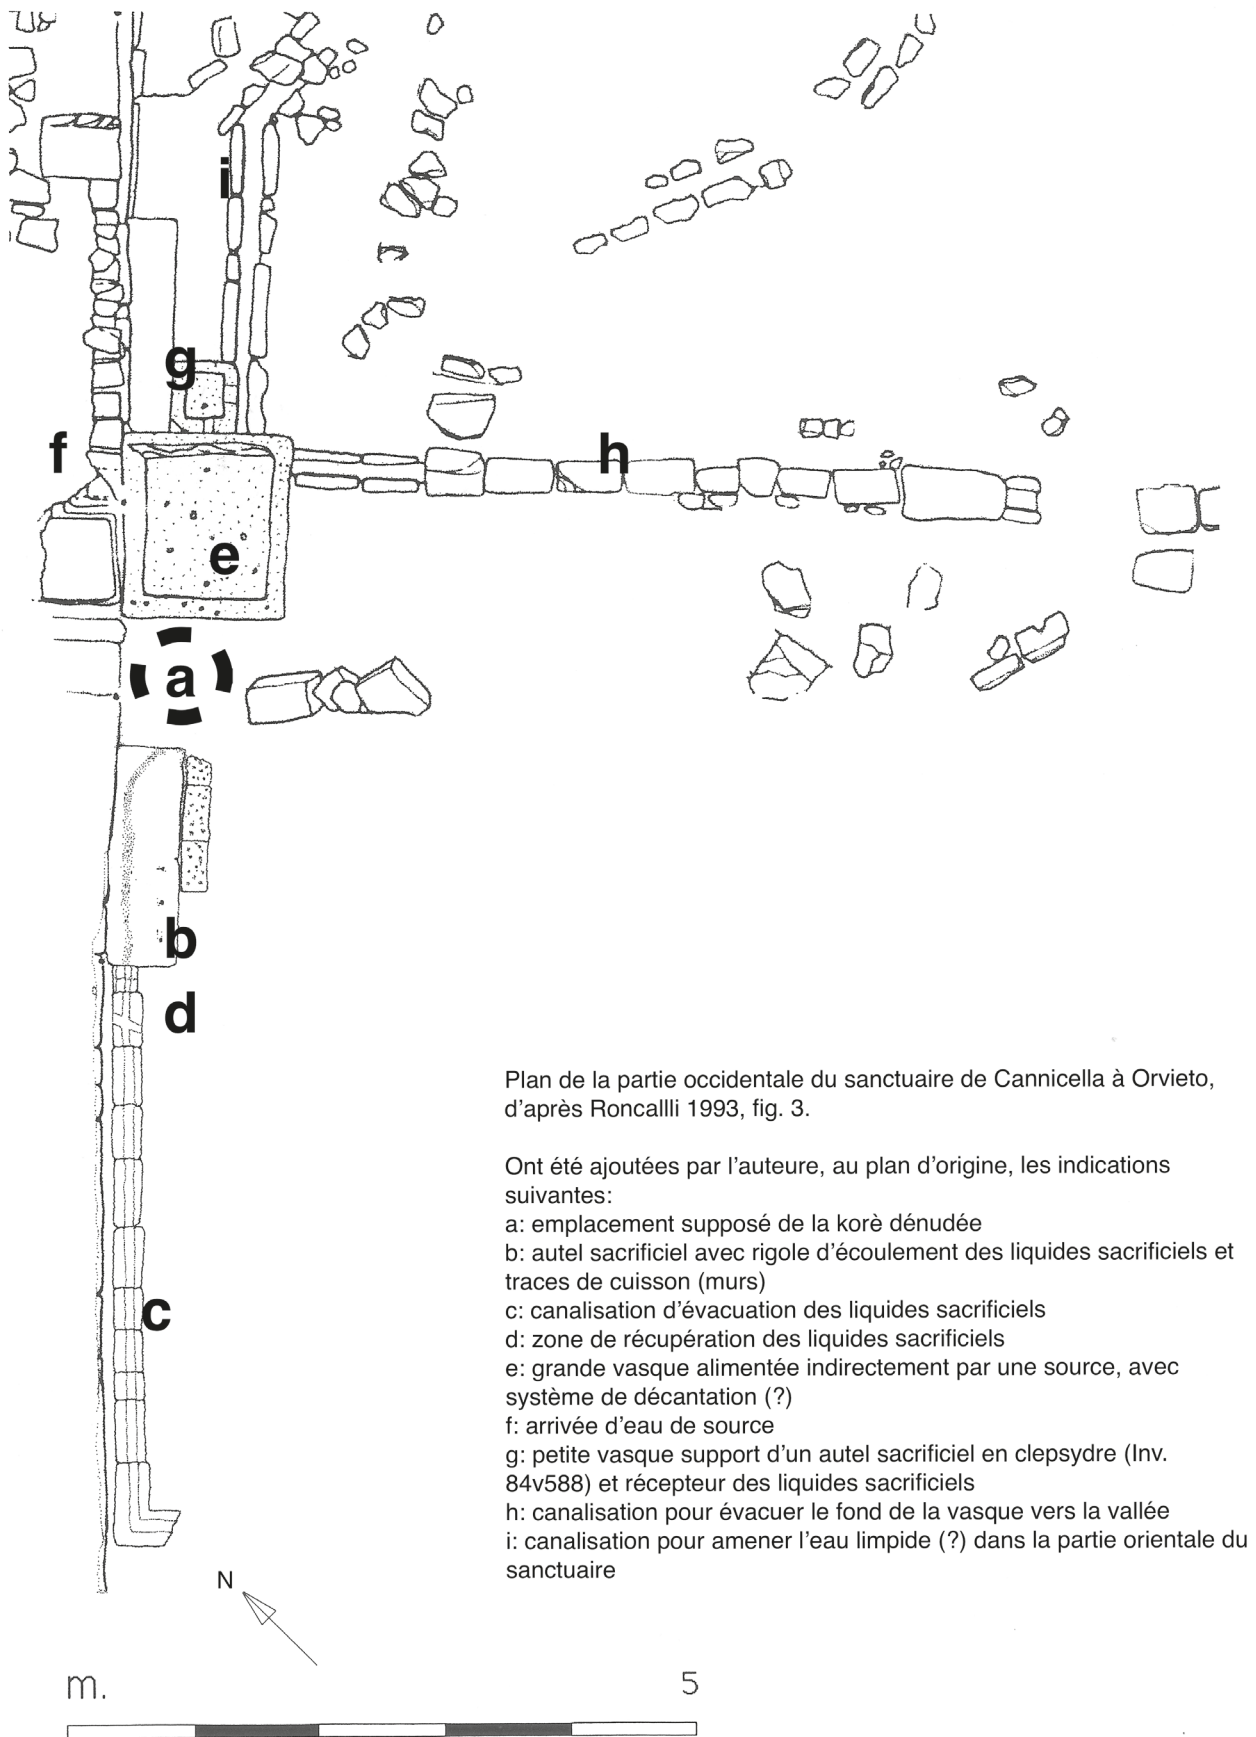 i
g
f
h
e
a
b
d
c
Plan de la partie occidentale du sanctuaire de Cannicella à Orvieto,
d'après Roncallli 1993, fig. 3.
Ont été ajoutées par l'auteure, au plan d'origine, les indications
suivantes:
a: emplacement supposé de la korè dénudée
b: autel sacrificiel avec rigole d'écoulement des liquides sacrificiels et
traces de cuisson (murs)
c: canalisation d'évacuation des liquides sacrificiels
d: zone de récupération des liquides sacrificiels
e: grande vasque alimentée indirectement par une source, avec
système de décantation (?)
f: arrivée d'eau de source
g: petite vasque support d'un autel sacrificiel en clepsydre (Inv.
84v588) et récepteur des liquides sacrificiels
h: canalisation pour évacuer le fond de la vasque vers la vallée
i: canalisation pour amener l'eau limpide (?) dans la partie orientale du
sanctuaire
N
m. 5